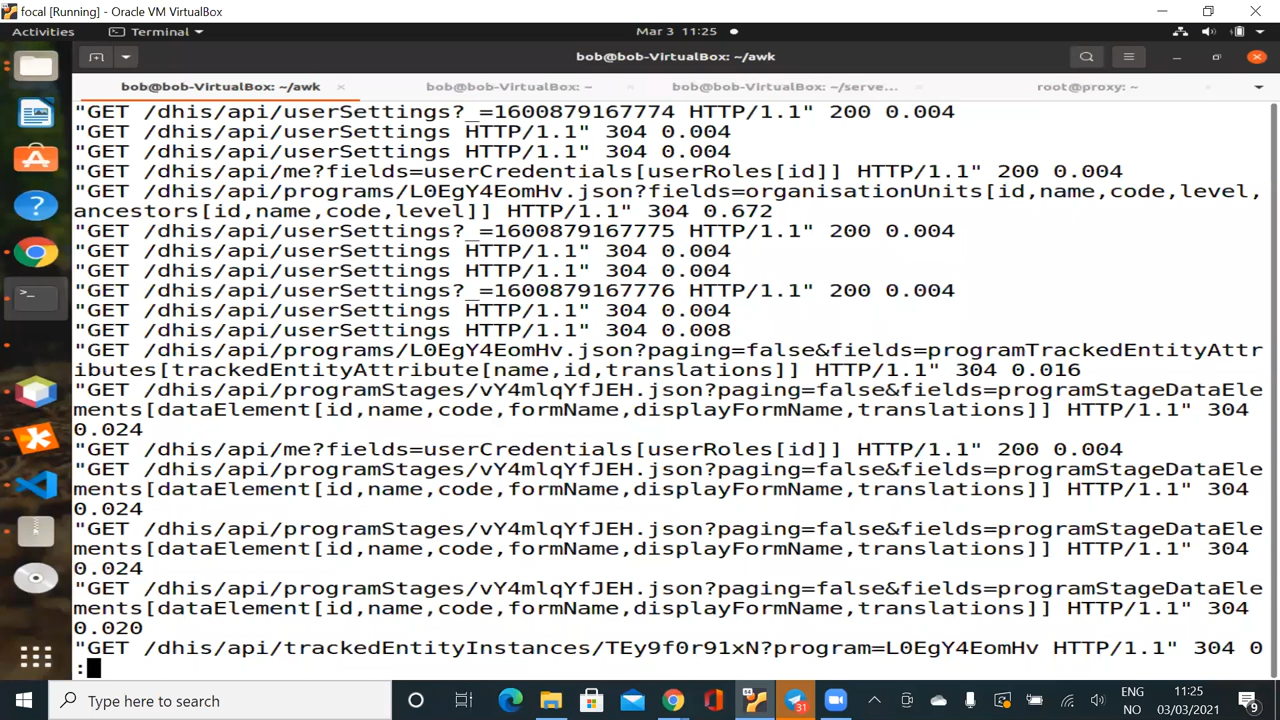 focal [Running] - Oracle VM VirtualBox
Activities
Terminal
Mar 3 11:25
bob@bob-VirtualBox: ~/awk
bob@bob-VirtualBox: ~/awk
bob@bob-VirtualBox: ~
bob@bob-VirtualBox: ~/serve...
root@proxy: ~
"GET /dhis/api/userSettings?_=1600879167774 HTTP/1.1" 200 0.004
"GET /dhis/api/userSettings HTTP/1.1" 304 0.004
"GET /dhis/api/userSettings HTTP/1.1" 304 0.004
"GET /dhis/api/me?fields=userCredentials[userRoles[id]] HTTP/1.1" 200 0.004
"GET /dhis/api/programs/L0EgY4EomHv.json?fields=organisationUnits[id,name,code,level,
ancestors[id,name,code,level]] HTTP/1.1" 304 0.672
"GET /dhis/api/userSettings?_=1600879167775 HTTP/1.1" 200 0.004
"GET /dhis/api/userSettings HTTP/1.1" 304 0.004
"GET /dhis/api/userSettings HTTP/1.1" 304 0.004
"GET /dhis/api/userSettings?_=1600879167776 HTTP/1.1" 200 0.004
"GET /dhis/api/userSettings HTTP/1.1" 304 0.004
"GET /dhis/api/userSettings HTTP/1.1" 304 0.008
"GET /dhis/api/programs/L0EgY4EomHv.json?paging=false&fields=programTrackedEntityAttr
ibutes[trackedEntityAttribute[name,id,translations]] HTTP/1.1" 304 0.016
"GET /dhis/api/programStages/vY4mlqYfJEH.json?paging=false&fields=programStageDataEle
ments[dataElement[id,name,code,formName,displayFormName,translations]] HTTP/1.1" 304
0.024
"GET /dhis/api/me?fields=userCredentials[userRoles[id]] HTTP/1.1" 200 0.004
"GET /dhis/api/programStages/vY4mlqYfJEH.json?paging=false&fields=programStageDataEle
ments[dataElement[id,name,code,formName,displayFormName,translations]] HTTP/1.1" 304
0.024
"GET /dhis/api/programStages/vY4mlqYfJEH.json?paging=false&fields=programStageDataEle
ments[dataElement[id,name,code,formName,displayFormName,translations]] HTTP/1.1" 304
0.024
"GET /dhis/api/programStages/vY4mlqYfJEH.json?paging=false&fields=programStageDataEle
ments[dataElement[id,name,code,formName,displayFormName,translations]] HTTP/1.1" 304
0.020
"GET /dhis/api/trackedEntityInstances/TEy9f0r91xN?program=L0EgY4EomHv HTTP/1.1" 304 0
:
Type here to search
31
ENG
NO
11:25
03/03/2021
9